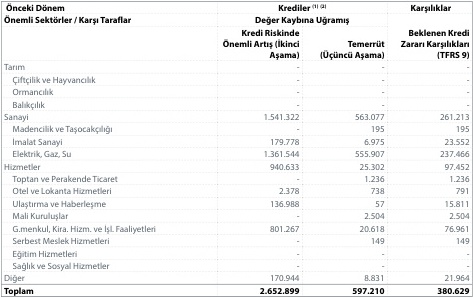 Önceki Dönem Krediler (1) (2) Karşılıklar
Önemli Sektörler / Karşı Taraflar Değer Kaybına Uğramış
Kredi Riskinde Önemli Artış (İkinci Aşama) Temerrüt (Üçüncü Aşama) Beklenen Kredi Zararı Karşılıkları (TFRS 9)
Tarım - - -
Çiftçilik ve Hayvancılık - - -
Ormancılık - - -
Balıkçılık - - -
Sanayi 1.541.322 563.077 261.213
Madencilik ve Taşocakçılığı - 195 195
İmalat Sanayi 179.778 6.975 23.552
Elektrik, Gaz, Su 1.361.544 555.907 237.466
Hizmetler 940.633 25.302 97.452
Toptan ve Perakende Ticaret - 1.236 1.236
Otel ve Lokanta Hizmetleri 2.378 738 791
Ulaştırma ve Haberleşme 136.988 57 15.811
Mali Kuruluşlar - 2.504 2.504
G.menkul, Kira. Hizm. ve İşl. Faaliyetleri 801.267 20.618 76.961
Serbest Meslek Hizmetleri - 149 149
Eğitim Hizmetleri - - -
Sağlık ve Sosyal Hizmetler - - -
Diğer 170.944 8.831 21.964
Toplam 2.652.899 597.210 380.629